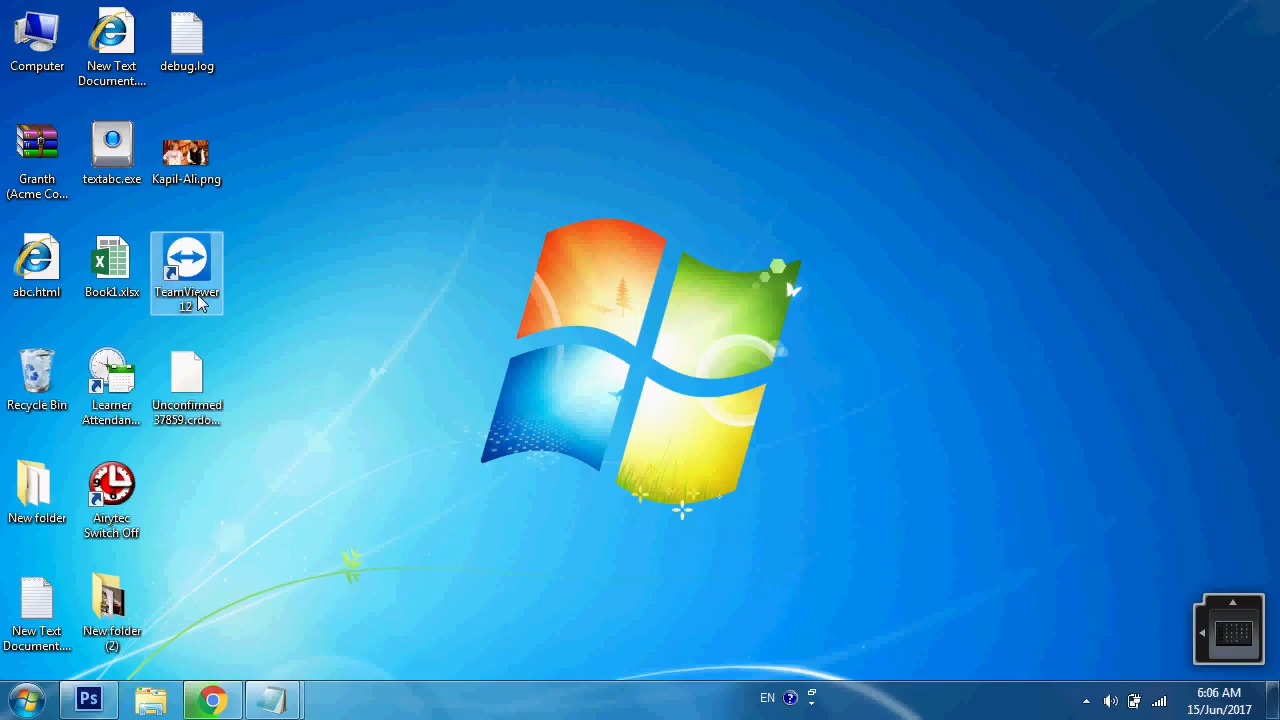 Computer
New Text
Document....
debug.log
Granth
(Acme Co...
textabc.exe
Kapil-Ali.png
abc.html
Book1.xlsx
TeamViewer
12
Recycle Bin
Learner
Attendan...
Unconfirmed
37859.crdo...
New folder
Airytec
Switch Off
New Text
Document....
New folder
(2)
Ps
EN
?
6:06 AM
15/Jun/2017